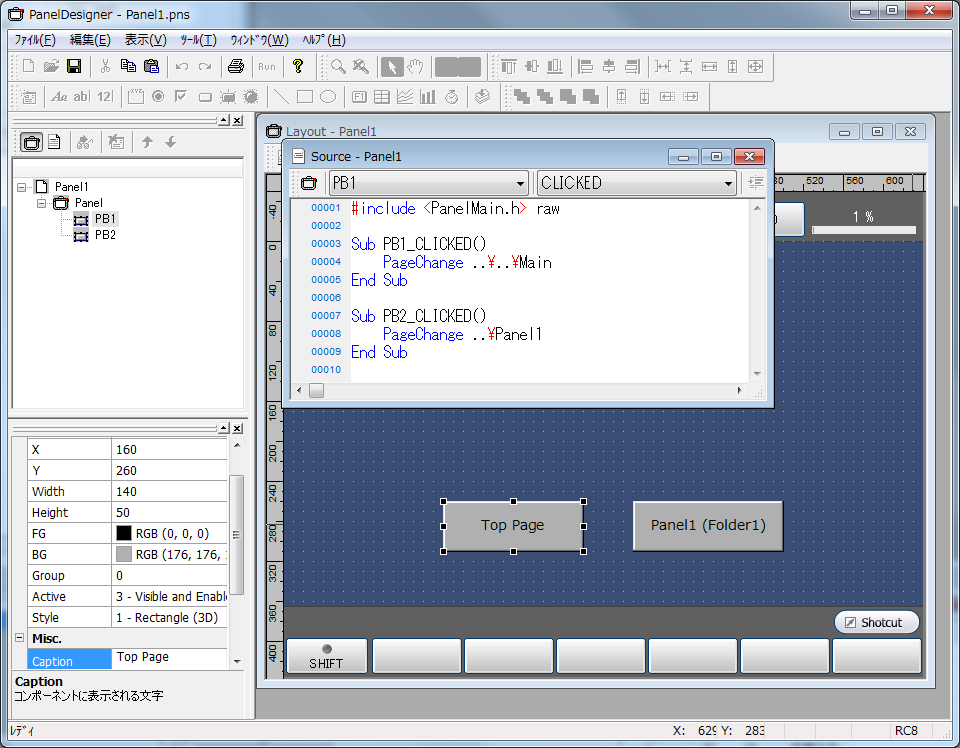 PanelDesigner - Panel1.pns
ファイル(F) 編集(E) 表示(V) ツール(T) ウィンドウ(W) ヘルプ(H)
Run
Aa ab| 12|
Layout - Panel1
Source - Panel1
PB1 CLICKED
520 560 600
1 %
00001 #include <PanelMain.h> raw
00002
00003 Sub PB1_CLICKED()
00004 PageChange ..¥..¥Main
00005 End Sub
00006
00007 Sub PB2_CLICKED()
00008 PageChange ..¥Panel1
00009 End Sub
00010
Panel1
Panel
PB1
PB2
-40
0
40
80
120
160
200
240
280
320
360
400
X 160
Y 260
Width 140
Height 50
FG RGB (0, 0, 0)
BG RGB (176, 176,
Group 0
Active 3 - Visible and Enabl
Style 1 - Rectangle (3D)
Misc.
Caption Top Page
Caption
コンポーネントに表示される文字
Top Page Panel1 (Folder1)
Shotcut
SHIFT
レディ X: 629 Y: 283 RC8